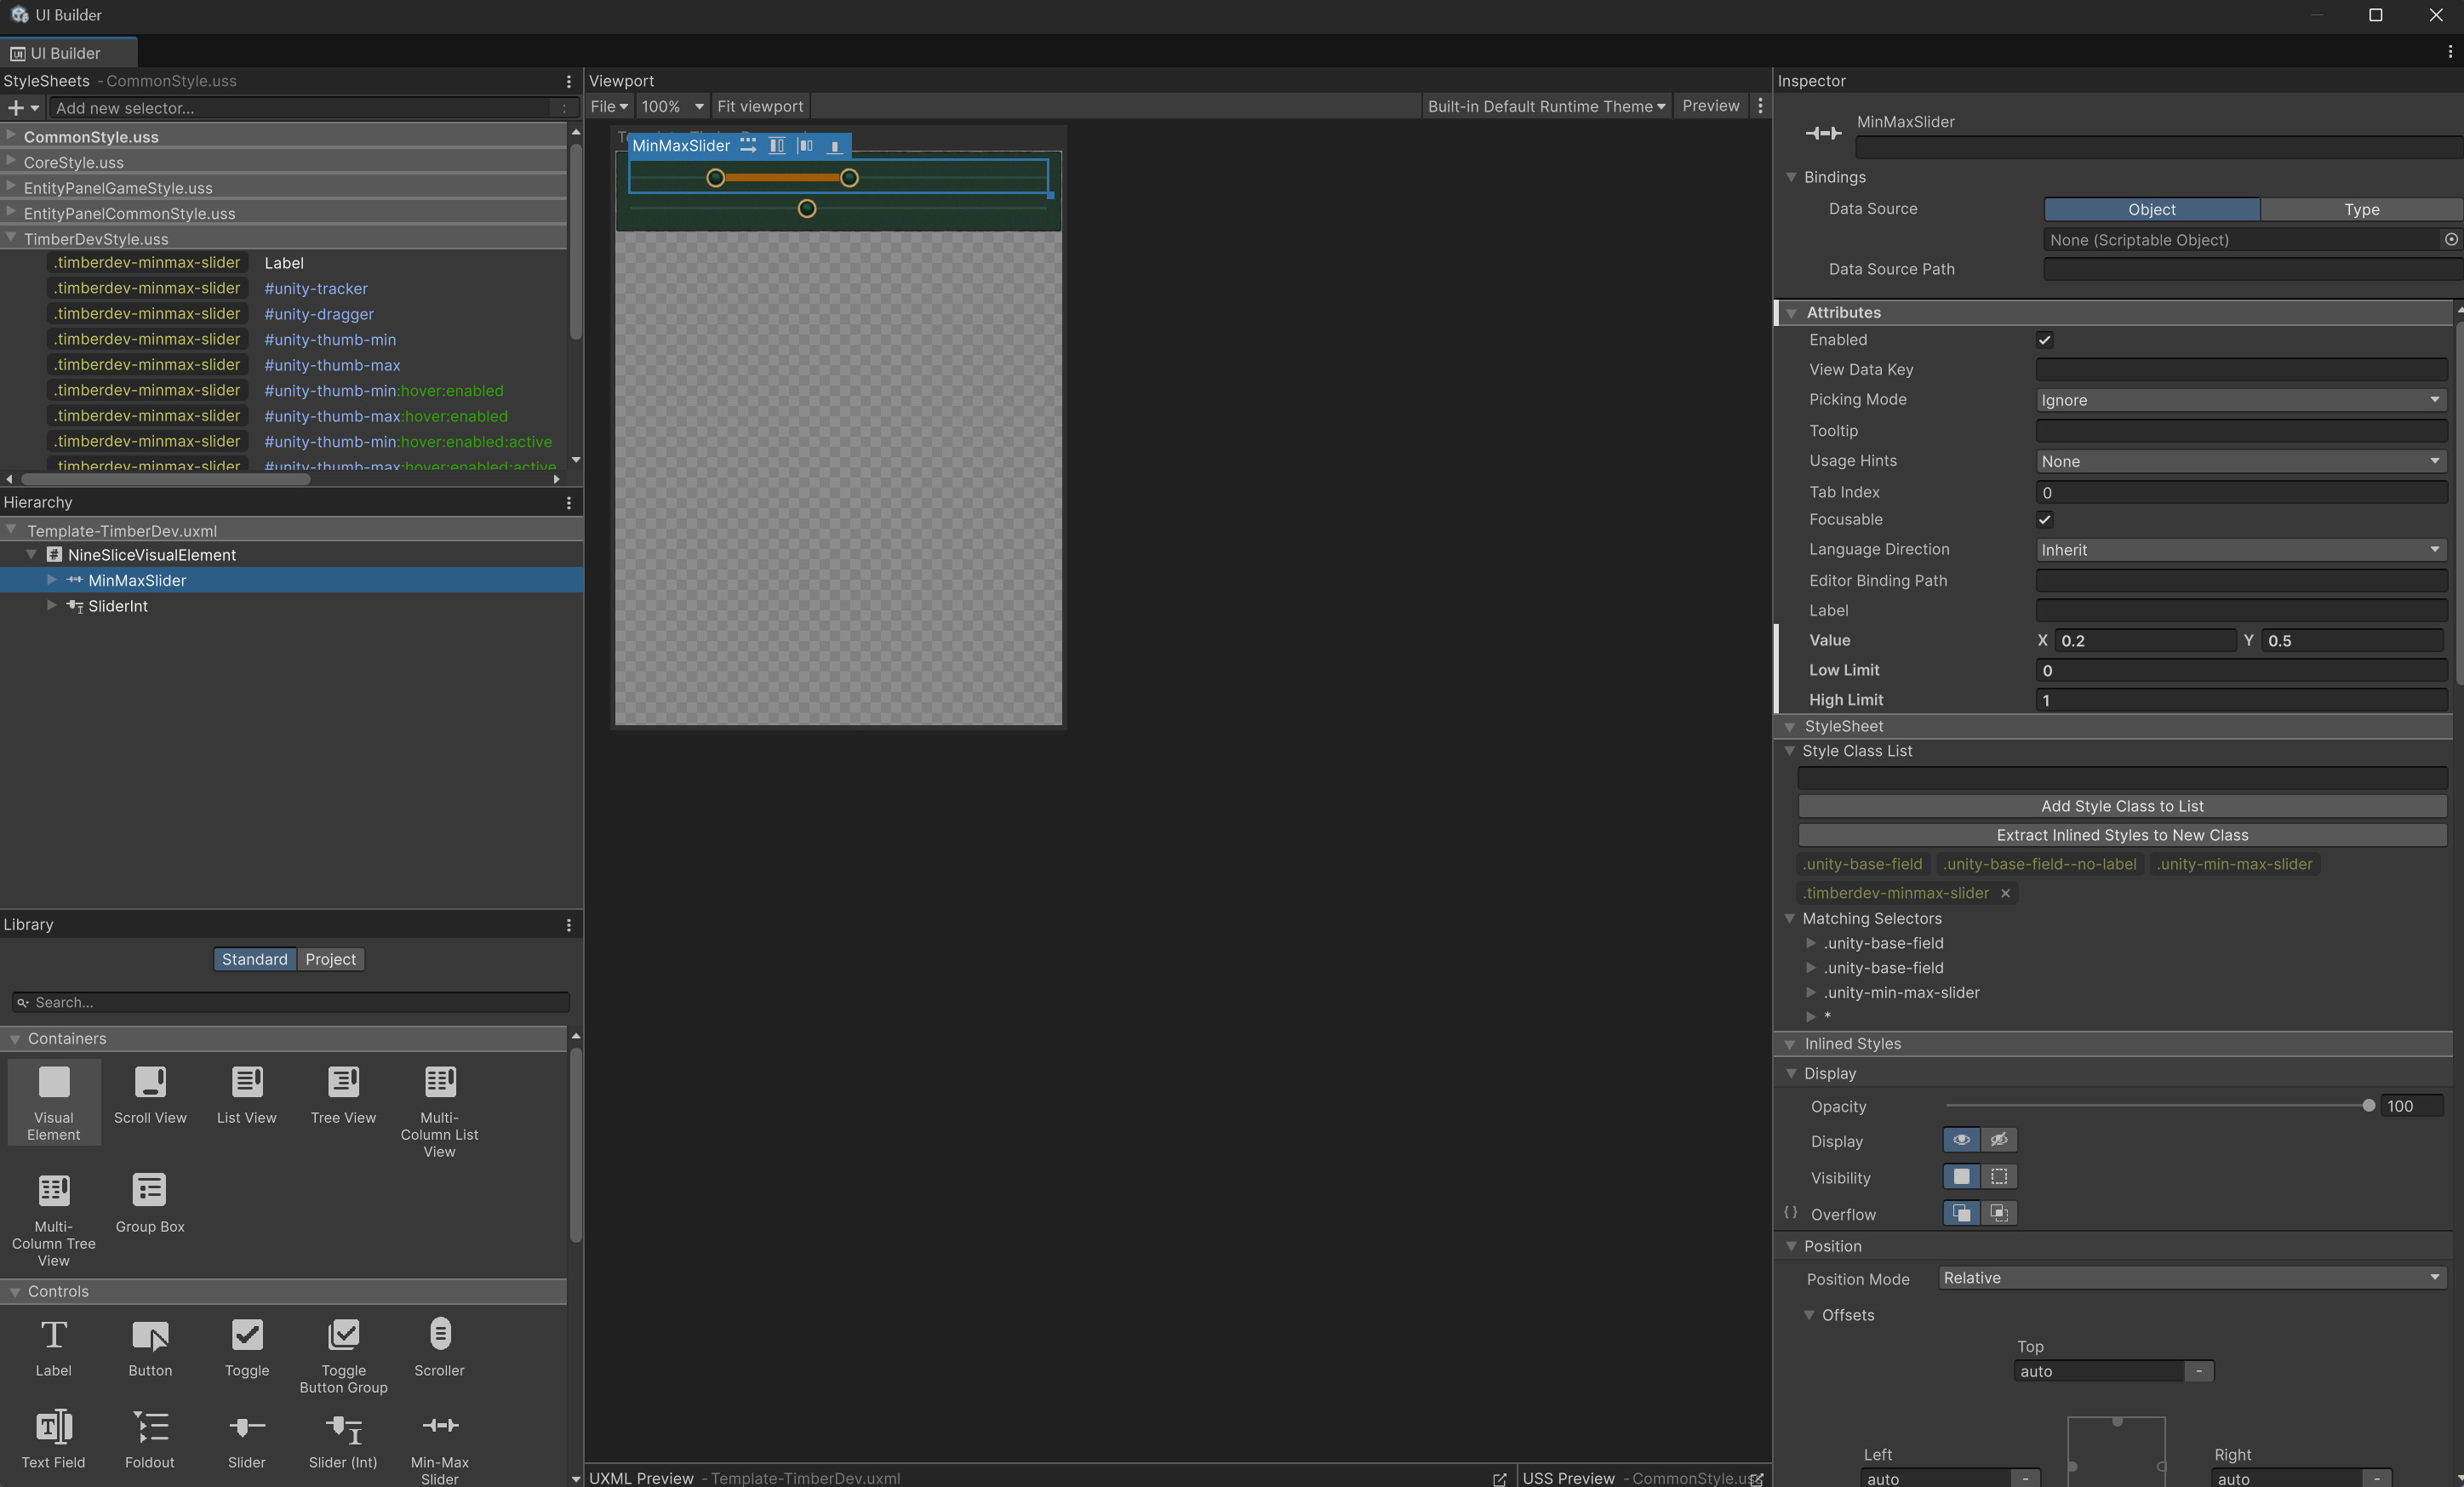 UI Builder
UI Builder
StyleSheets - CommonStyle.uss
Add new selector...
CommonStyle.uss
CoreStyle.uss
EntityPanelGameStyle.uss
EntityPanelCommonStyle.uss
TimberDevStyle.uss
.timberdev-minmax-slider Label
.timberdev-minmax-slider #unity-tracker
.timberdev-minmax-slider #unity-dragger
.timberdev-minmax-slider #unity-thumb-min
.timberdev-minmax-slider #unity-thumb-max
.timberdev-minmax-slider #unity-thumb-min:hover:enabled
.timberdev-minmax-slider #unity-thumb-max:hover:enabled
.timberdev-minmax-slider #unity-thumb-min:hover:enabled:active
.timberdev-minmax-slider #unity-thumb-max:hover:enabled:active
Hierarchy
Template-TimberDev.uxml
NineSliceVisualElement
MinMaxSlider
SliderInt
Library
Standard Project
Search...
Containers
Visual Element
Scroll View
List View
Tree View
Multi-Column List View
Multi-Column Tree View
Group Box
Controls
Label
Button
Toggle
Toggle Button Group
Scroller
Text Field
Foldout
Slider
Slider (Int)
Min-Max Slider
Viewport
File 100% Fit viewport
Built-in Default Runtime Theme Preview
MinMaxSlider
UXML Preview - Template-TimberDev.uxml
USS Preview - CommonStyle.uss
Inspector
MinMaxSlider
Bindings
Data Source Object Type
None (Scriptable Object)
Data Source Path
Attributes
Enabled
View Data Key
Picking Mode Ignore
Tooltip
Usage Hints None
Tab Index 0
Focusable
Language Direction Inherit
Editor Binding Path
Label
Value X 0.2 Y 0.5
Low Limit 0
High Limit 1
StyleSheet
Style Class List
Add Style Class to List
Extract Inlined Styles to New Class
.unity-base-field .unity-base-field--no-label .unity-min-max-slider
.timberdev-minmax-slider ×
Matching Selectors
.unity-base-field
.unity-base-field
.unity-min-max-slider
*
Inlined Styles
Display
Opacity 100
Display
Visibility
{} Overflow
Position
Position Mode Relative
Offsets
Top
auto -
Left Right
auto - auto -